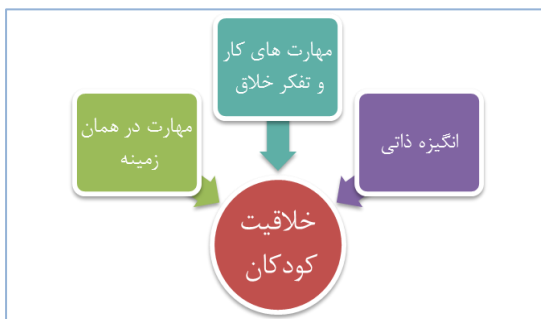 مهارت های کار
و تفکر خلاق
انگیزه ذاتی
مهارت در همان
زمینه
خلاقیت
کودکان